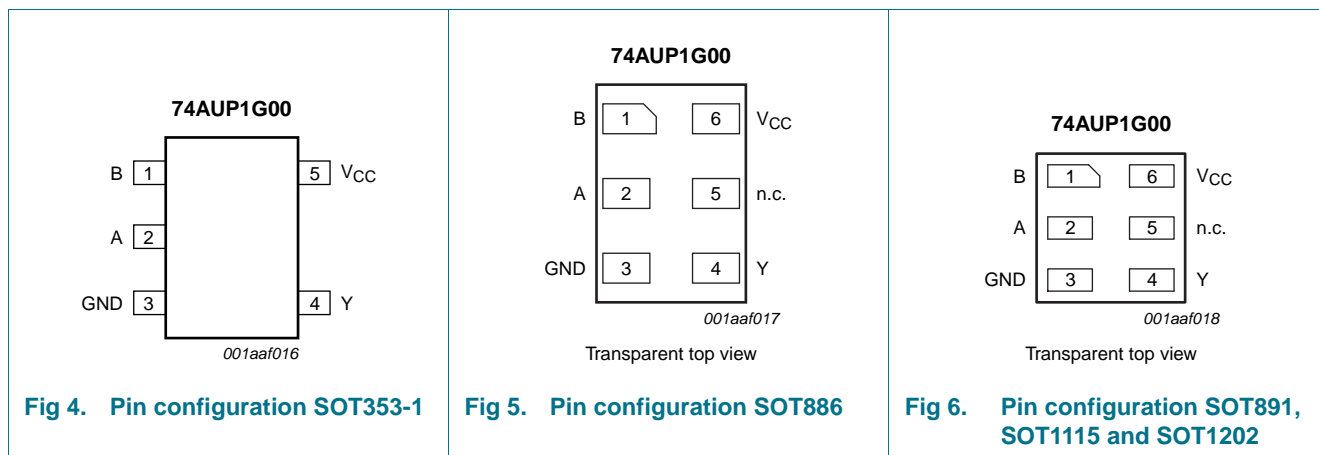 74AUP1G00
B 1
5 VCC
A 2
GND 3
4 Y
001aaf016
Fig 4. Pin configuration SOT353-1
74AUP1G00
B 1 6 VCC
A 2 5 n.c.
GND 3 4 Y
001aaf017
Transparent top view
Fig 5. Pin configuration SOT886
74AUP1G00
B 1 6 VCC
A 2 5 n.c.
GND 3 4 Y
001aaf018
Transparent top view
Fig 6. Pin configuration SOT891,
SOT1115 and SOT1202